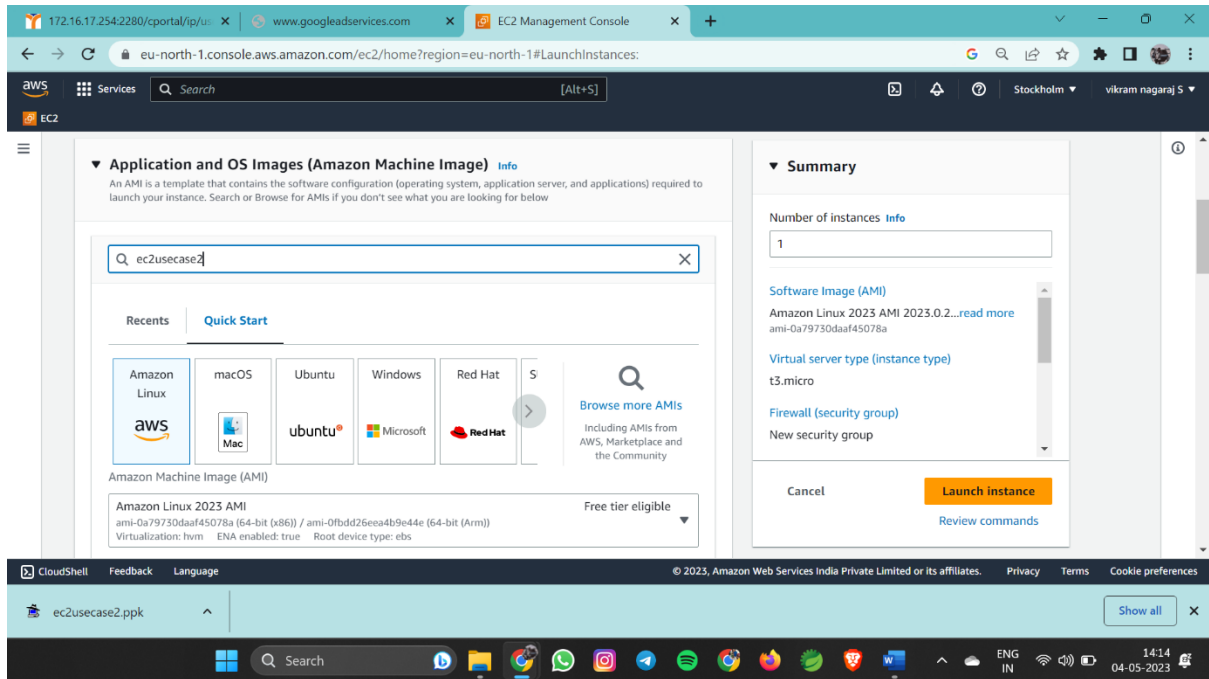 172.16.17.254:2280/cportal/ip/us
www.googleadservices.com
EC2 Management Console
eu-north-1.console.aws.amazon.com/ec2/home?region=eu-north-1#LaunchInstances:
aws
Services
Search
[Alt+S]
Stockholm ▼
vikram nagaraj S ▼
EC2
▼ Application and OS Images (Amazon Machine Image) Info
An AMI is a template that contains the software configuration (operating system, application server, and applications) required to
launch your instance. Search or Browse for AMIs if you don't see what you are looking for below
ec2usecase2
Recents
Quick Start
Amazon
Linux
aws
macOS
Mac
Ubuntu
ubuntu®
Windows
Microsoft
Red Hat
Red Hat
S
Browse more AMIs
Including AMIs from
AWS, Marketplace and
the Community
Amazon Machine Image (AMI)
Amazon Linux 2023 AMI
Free tier eligible
ami-0a79730daaf45078a (64-bit (x86)) / ami-0fbdd26eea4b9e44e (64-bit (Arm))
Virtualization: hvm ENA enabled: true Root device type: ebs
▼ Summary
Number of instances Info
1
Software Image (AMI)
Amazon Linux 2023 AMI 2023.0.2...read more
ami-0a79730daaf45078a
Virtual server type (instance type)
t3.micro
Firewall (security group)
New security group
Cancel
Launch instance
Review commands
CloudShell
Feedback
Language
© 2023, Amazon Web Services India Private Limited or its affiliates.
Privacy
Terms
Cookie preferences
ec2usecase2.ppk
Show all
Search
ENG
IN
14:14
04-05-2023